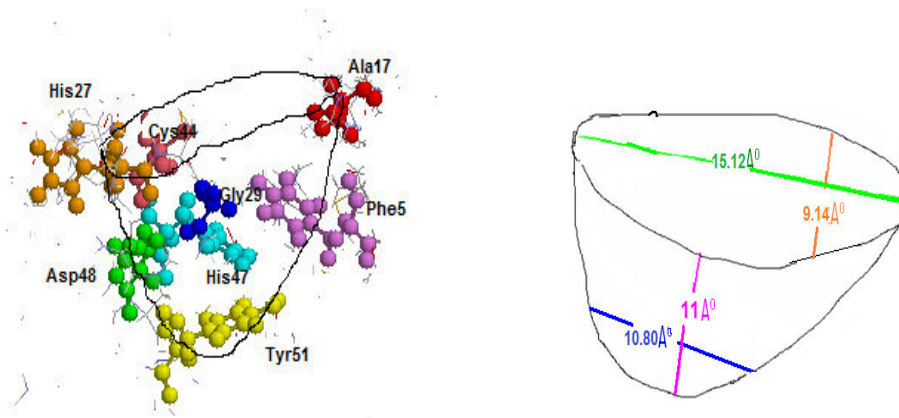 Ala17
His27
Cys44
Gly29
Phe5
Asp48
His47
Tyr51
15.12A⁰
9.14A⁰
11A⁰
10.80A⁰